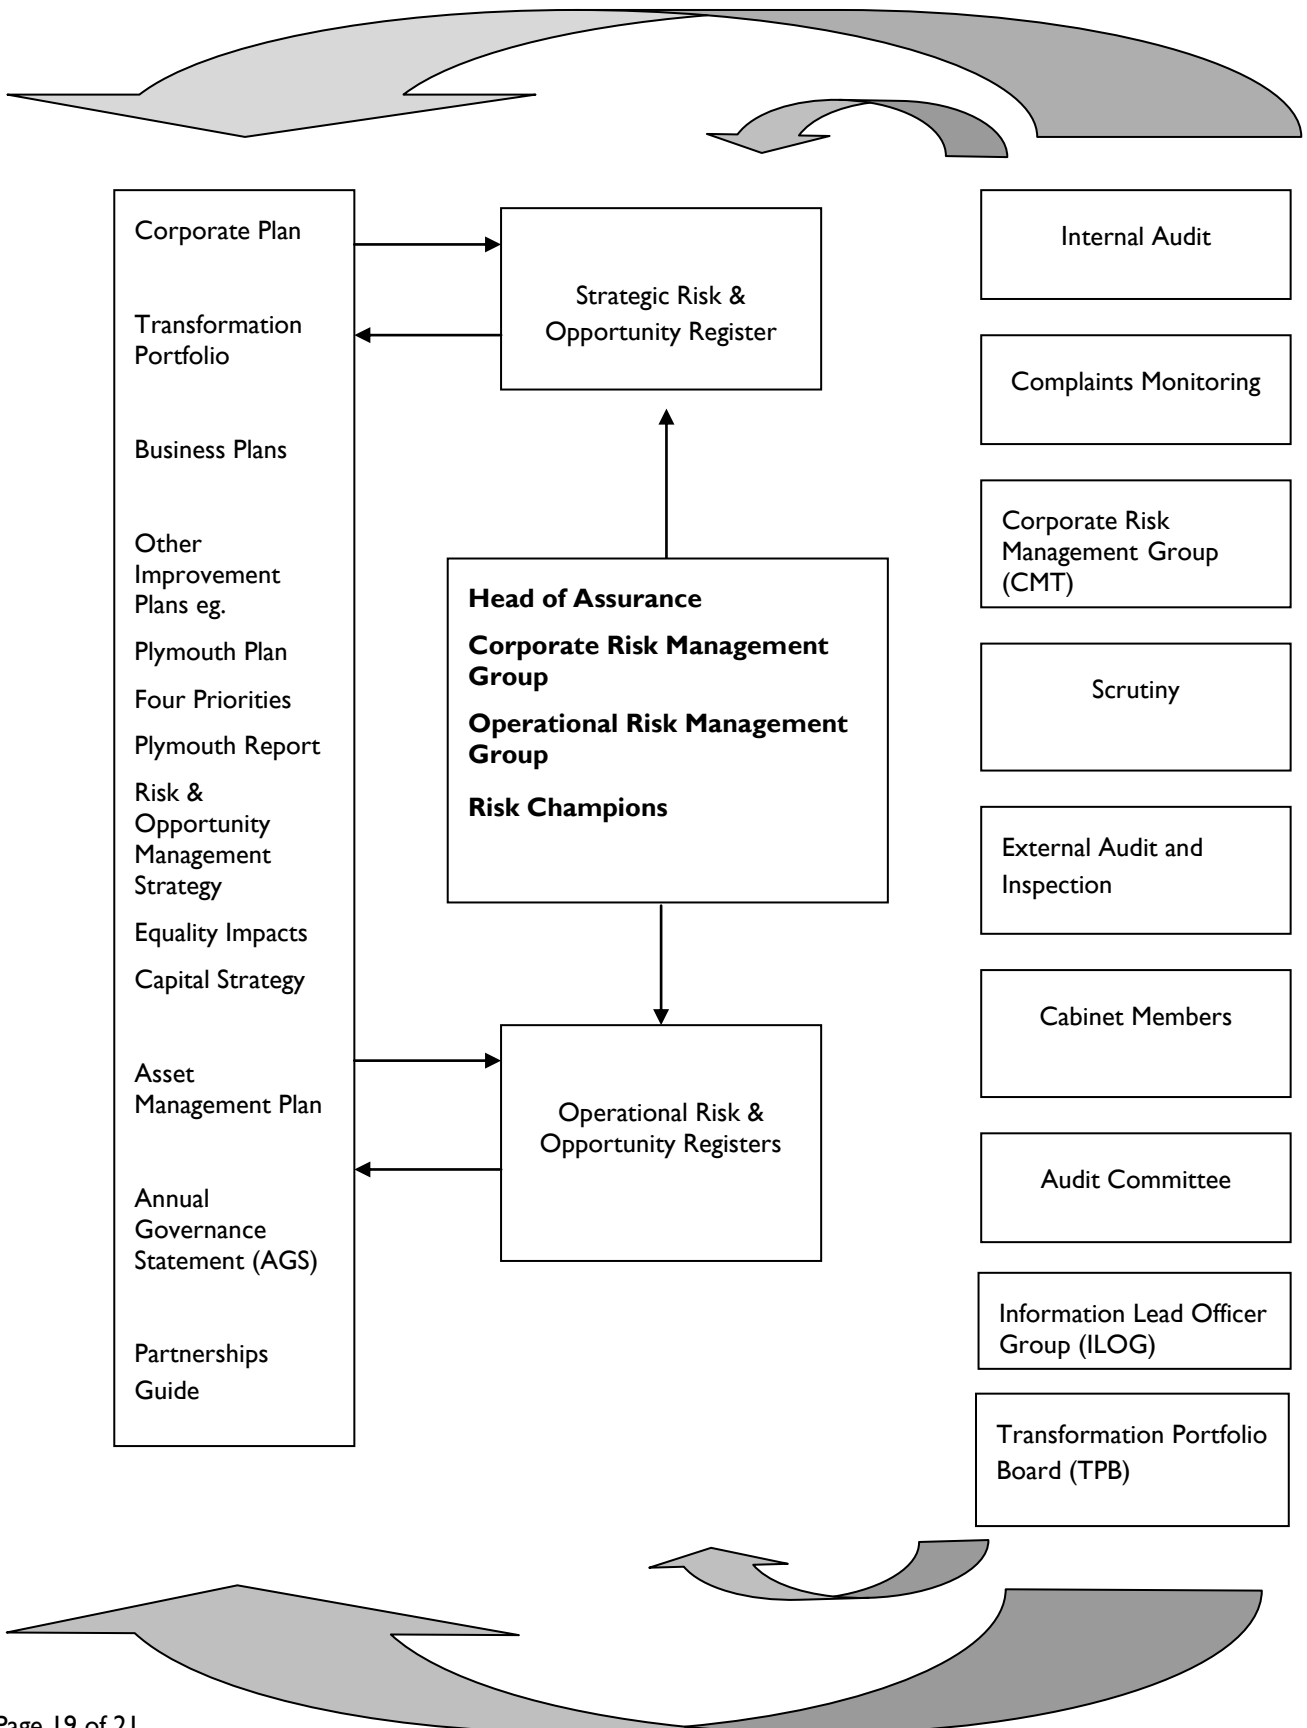 Corporate Plan
Transformation
Portfolio
Business Plans
Other
Improvement
Plans eg.
Plymouth Plan
Four Priorities
Plymouth Report
Risk &
Opportunity
Management
Strategy
Equality Impacts
Capital Strategy
Asset
Management Plan
Annual
Governance
Statement (AGS)
Partnerships
Guide
Strategic Risk &
Opportunity Register
Head of Assurance
Corporate Risk Management
Group
Operational Risk Management
Group
Risk Champions
Operational Risk &
Opportunity Registers
Internal Audit
Complaints Monitoring
Corporate Risk
Management Group
(CMT)
Scrutiny
External Audit and
Inspection
Cabinet Members
Audit Committee
Information Lead Officer
Group (ILOG)
Transformation Portfolio
Board (TPB)
Page 19 of 21